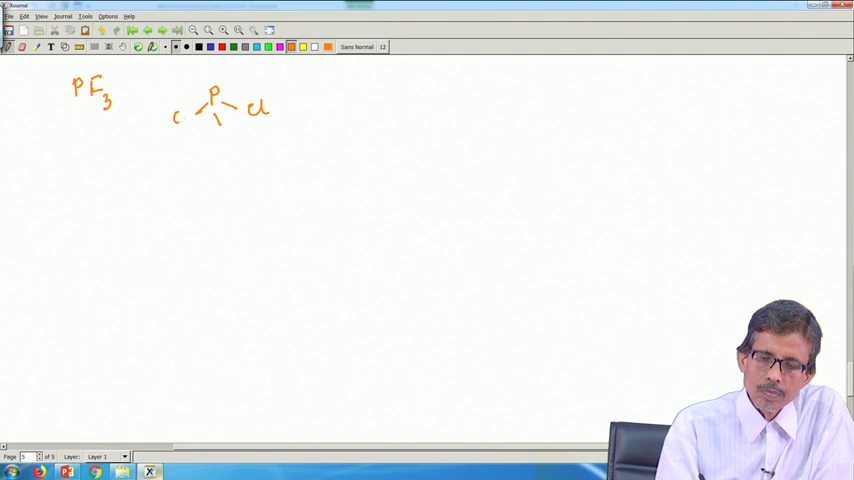 Xournal
File Edit View Journal Tools Options Help
Sans Normal 12
PF3
P
C Cl
Page 5 of 5 Layer: Layer 1